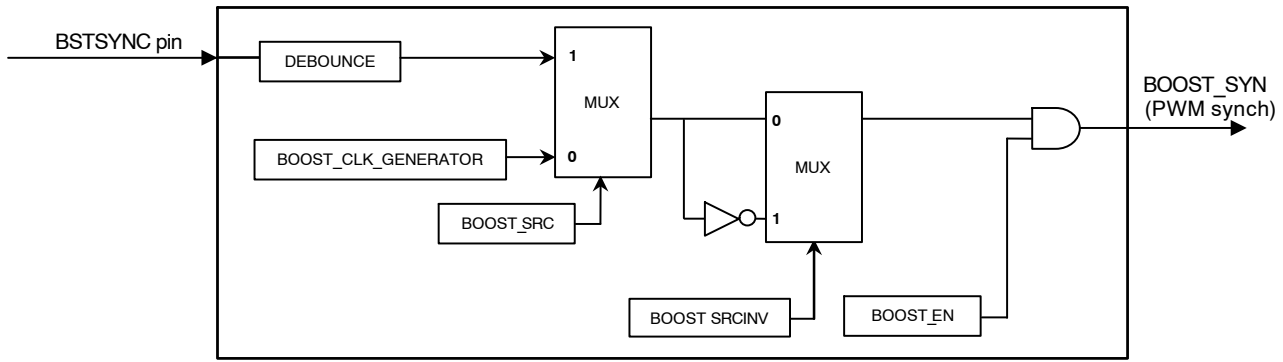 BSTSYNC pin
DEBOUNCE
1
MUX
BOOST_CLK_GENERATOR
0
BOOST_SRC
0
MUX
1
BOOST SRCINV
BOOST_EN
BOOST_SYN
(PWM synch)